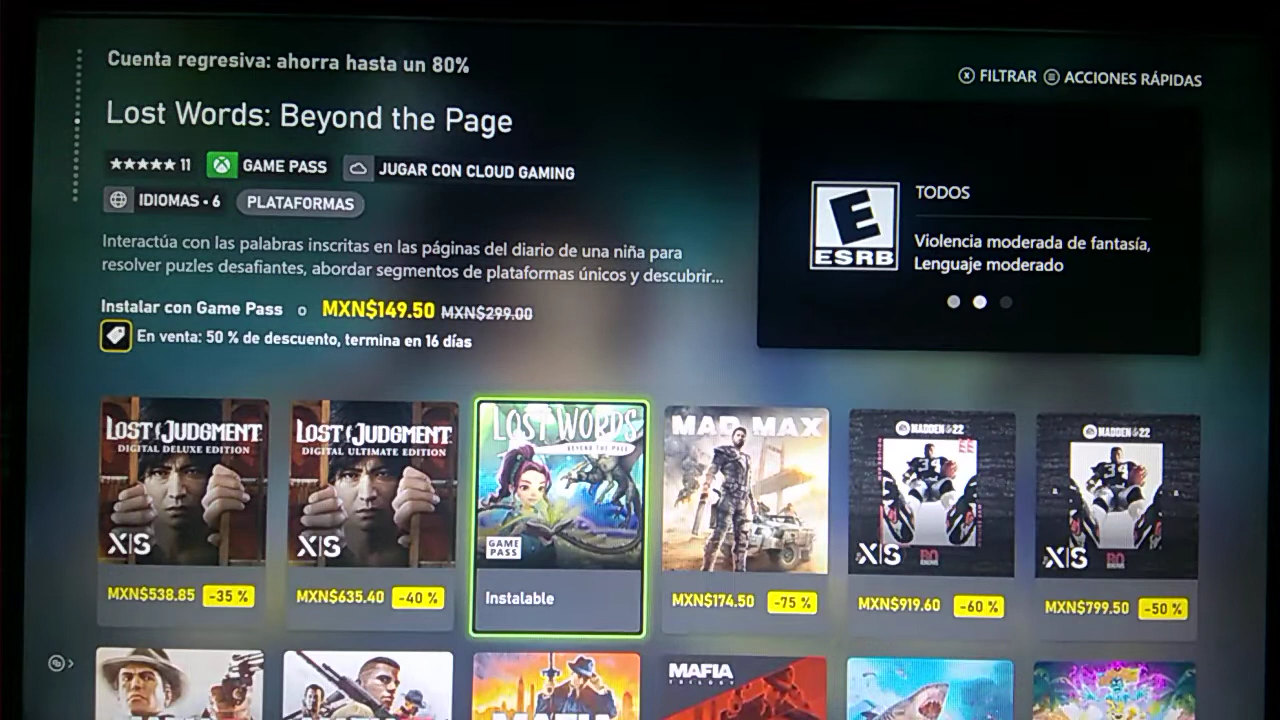 Cuenta regresiva: ahorra hasta un 80%
FILTRAR ACCIONES RÁPIDAS
Lost Words: Beyond the Page
★★★★★ 11 GAME PASS JUGAR CON CLOUD GAMING
IDIOMAS • 6 PLATAFORMAS
Interactúa con las palabras inscritas en las páginas del diario de una niña para
resolver puzles desafiantes, abordar segmentos de plataformas únicos y descubrir...
Instalar con Game Pass o MXN$149.50 MXN$299.00
En venta: 50 % de descuento, termina en 16 días
E
ESRB
TODOS
Violencia moderada de fantasía,
Lenguaje moderado
LOST JUDGMENT
DIGITAL DELUXE EDITION
X|S
MXN$538.85 -35 %
LOST JUDGMENT
DIGITAL ULTIMATE EDITION
X|S
MXN$635.40 -40 %
LOST WORDS
BEYOND THE PAGE
GAME
PASS
Instalable
MAD MAX
MXN$174.50 -75 %
MADDEN 22
34
X|S
MXN$919.60 -60 %
MADDEN 22
34
X|S
MXN$799.50 -50 %
MAFIA
TRILOGY